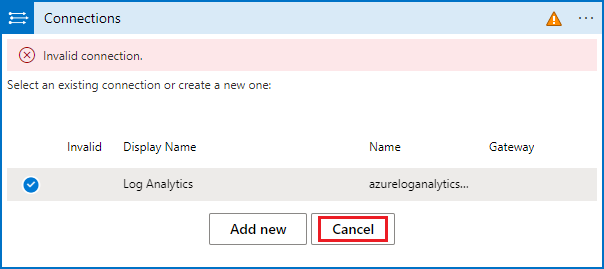 Connections
Invalid connection.
Select an existing connection or create a new one:
Invalid Display Name Name Gateway
Log Analytics azureloganalytics...
Add new Cancel